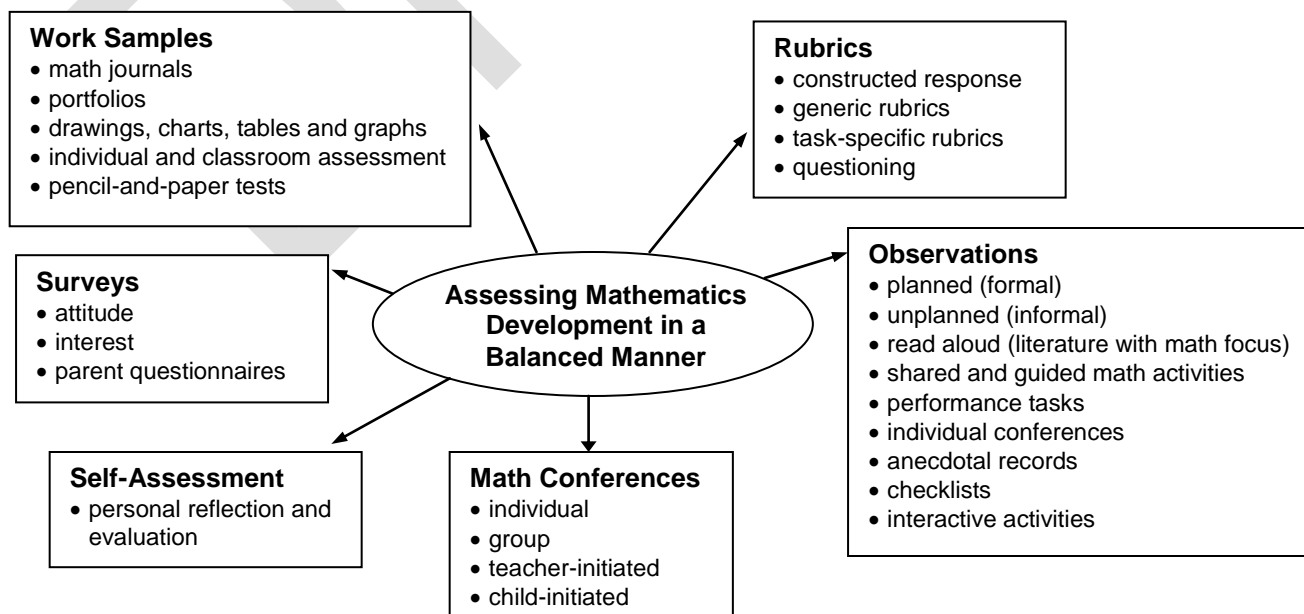 Work Samples
• math journals
• portfolios
• drawings, charts, tables and graphs
• individual and classroom assessment
• pencil-and-paper tests
Rubrics
• constructed response
• generic rubrics
• task-specific rubrics
• questioning
Surveys
• attitude
• interest
• parent questionnaires
Assessing Mathematics
Development in a
Balanced Manner
Observations
• planned (formal)
• unplanned (informal)
• read aloud (literature with math focus)
• shared and guided math activities
• performance tasks
• individual conferences
• anecdotal records
• checklists
• interactive activities
Self-Assessment
• personal reflection and
evaluation
Math Conferences
• individual
• group
• teacher-initiated
• child-initiated